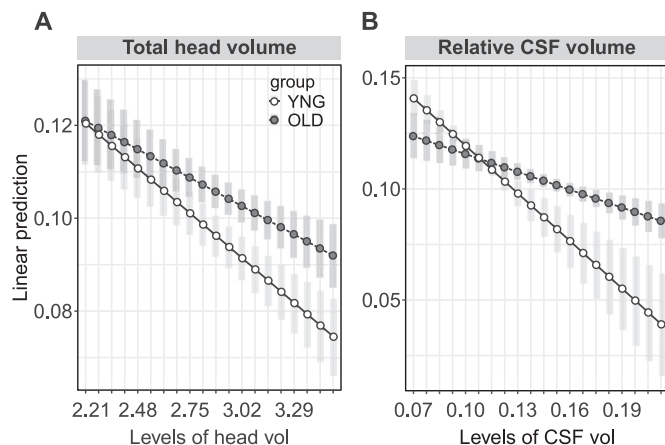 A
Total head volume
Linear prediction
0.12
0.10
0.08
group
YNG
OLD
2.21 2.48 2.75 3.02 3.29
Levels of head vol
B
Relative CSF volume
0.15
0.10
0.05
0.07 0.10 0.13 0.16 0.19
Levels of CSF vol